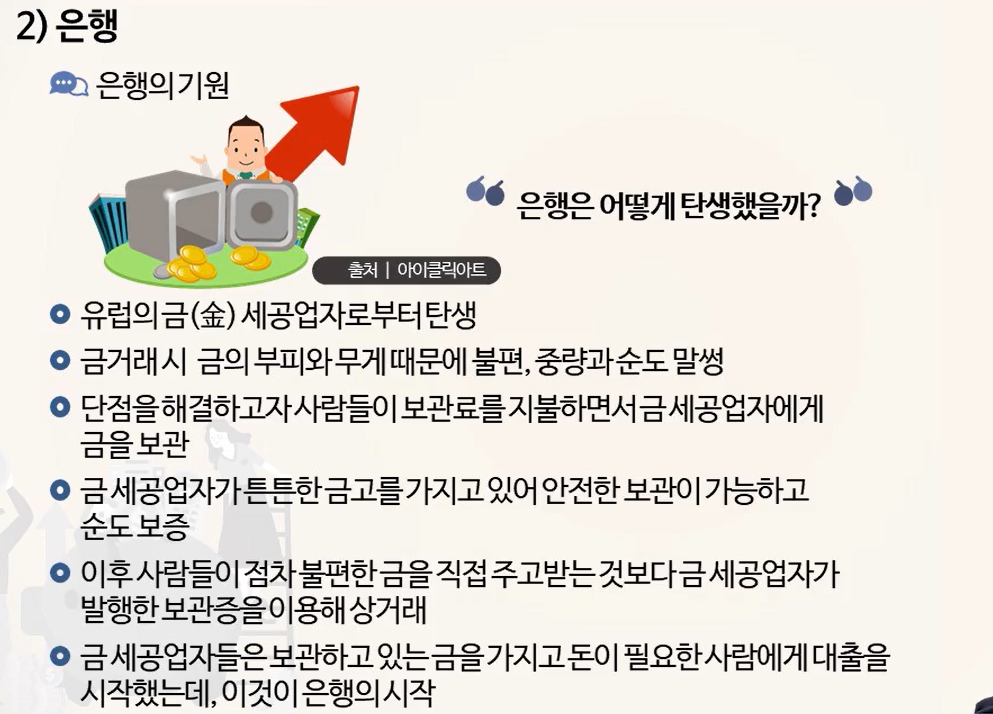 2) 은행
은행의 기원
은행은 어떻게 탄생했을까?
출처 | 아이클릭아트
유럽의 금(金) 세공업자로부터 탄생
금거래 시 금의 부피와 무게 때문에 불편, 중량과 순도 말썽
단점을 해결하고자 사람들이 보관료를 지불하면서 금 세공업자에게
금을 보관
금 세공업자가 튼튼한 금고를 가지고 있어 안전한 보관이 가능하고
순도 보증
이후 사람들이 점차 불편한 금을 직접 주고받는 것보다 금 세공업자가
발행한 보관증을 이용해 상거래
금 세공업자들은 보관하고 있는 금을 가지고 돈이 필요한 사람에게 대출을
시작했는데, 이것이 은행의 시작